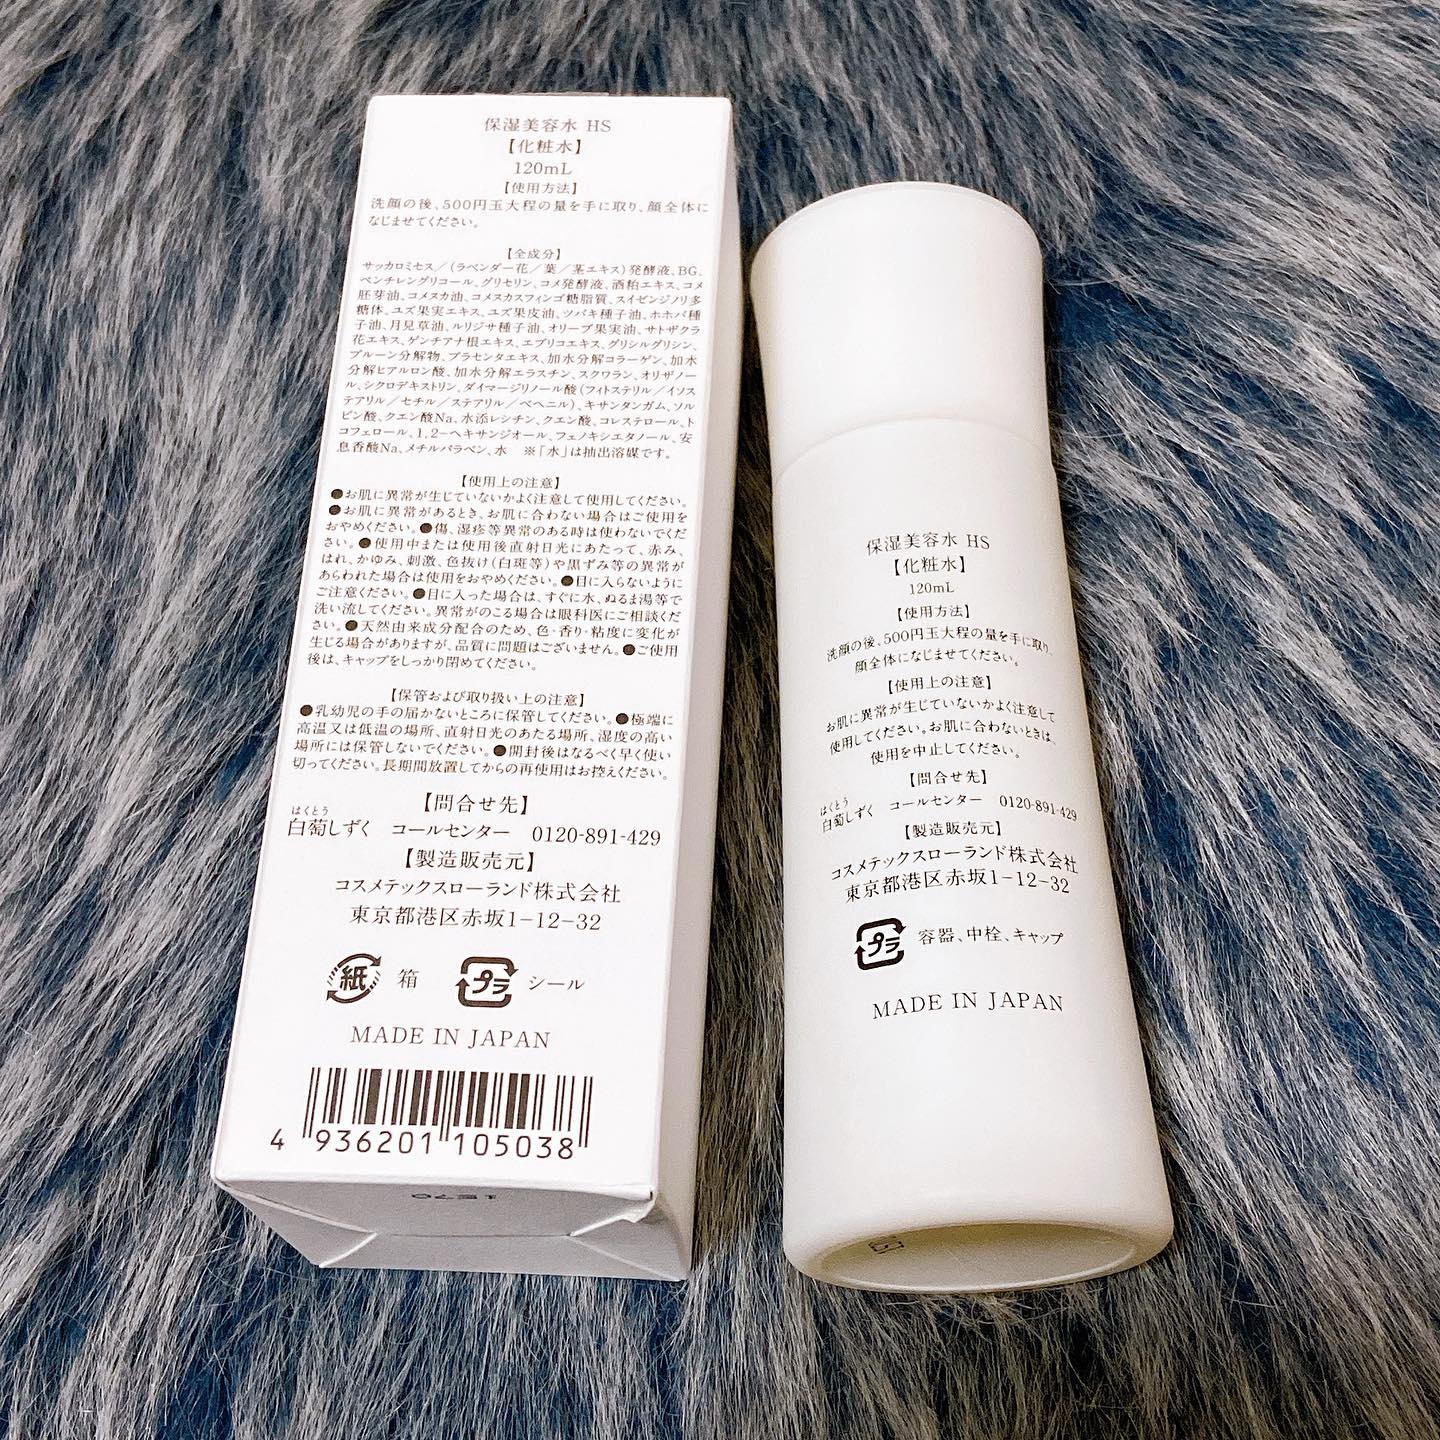 保湿美容水 HS
【化粧水】
120mL
【使用方法】
洗顔の後、500円玉大程の量を手に取り、顔全体に
なじませてください。
【全成分】
サッカロミセス/(ラベンダー花/葉/茎エキス)発酵液、BG、
ペンチレングリコール、グリセリン、コメ発酵液、酒粕エキス、コメ
胚芽油、コメヌカ油、コメヌカスフィンゴ糖脂質、スイゼンジノリ多
糖体、ユズ果実エキス、ユズ果皮油、ツバキ種子油、ホホバ種
子油、月見草油、ルリジサ種子油、オリーブ果実油、サトザクラ
花エキス、ゲンチアナ根エキス、エブリコエキス、グリシルグリシン、
プルーン分解物、プラセンタエキス、加水分解コラーゲン、加水
分解ヒアルロン酸、加水分解エラスチン、スクワラン、オリザノー
ル、シクロデキストリン、ダイマージリノール酸(フィトステリル/イソス
テアリル/セチル/ステアリル/ベヘニル)、キサンタンガム、ソル
ビン酸、クエン酸Na、水添レシチン、クエン酸、コレステロール、ト
コフェロール、1,2-ヘキサンジオール、フェノキシエタノール、安
息香酸Na、メチルパラベン、水 ※「水」は抽出溶媒です。
【使用上の注意】
●お肌に異常が生じていないかよく注意して使用してください。
●お肌に異常があるとき、お肌に合わない場合はご使用を
おやめください。●傷、湿疹等異常のある時は使わないでくだ
さい。●使用中または使用後直射日光にあたって、赤み、
はれ、かゆみ、刺激、色抜け(白斑等)や黒ずみ等の異常が
あらわれた場合は使用をおやめください。●目に入らないように
ご注意ください。●目に入った場合は、すぐに水、ぬるま湯等で
洗い流してください。異常がのこる場合は眼科医にご相談くだ
さい。●天然由来成分配合のため、色・香り・粘度に変化が
生じる場合がありますが、品質に問題はございません。●ご使用
後は、キャップをしっかり閉めてください。
【保管および取り扱い上の注意】
●乳幼児の手の届かないところに保管してください。●極端に
高温又は低温の場所、直射日光のあたる場所、湿度の高い
場所には保管しないでください。●開封後はなるべく早く使い
切ってください。長期間放置してからの再使用はお控えください。
【問合せ先】
はくとう
白萄しずく コールセンター 0120-891-429
【製造販売元】
コスメテックスローランド株式会社
東京都港区赤坂1-12-32
紙 箱 プラ シール
MADE IN JAPAN
4 936201 105038
保湿美容水 HS
【化粧水】
120mL
【使用方法】
洗顔の後、500円玉大程の量を手に取り、
顔全体になじませてください。
【使用上の注意】
お肌に異常が生じていないかよく注意して
使用してください。お肌に合わないときは、
使用を中止してください。
【問合せ先】
はくとう
白萄しずく コールセンター 0120-891-429
【製造販売元】
コスメテックスローランド株式会社
東京都港区赤坂1-12-32
プラ 容器、中栓、キャップ
MADE IN JAPAN